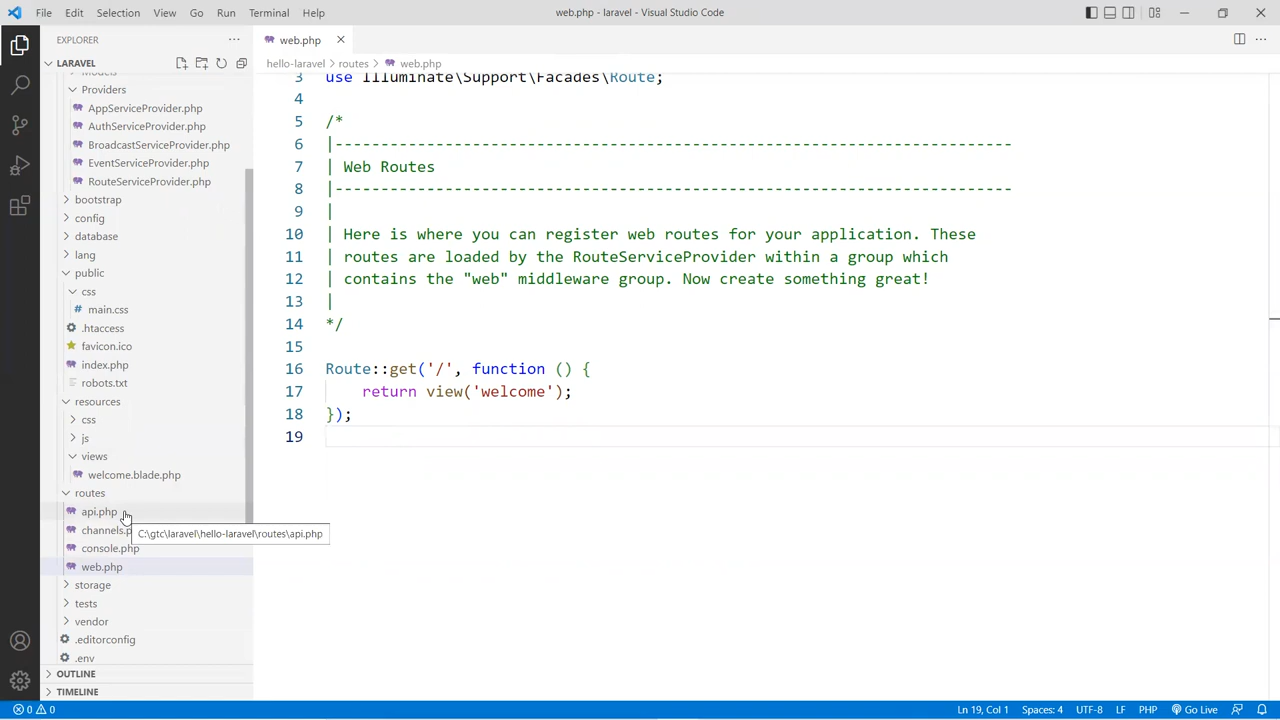 File Edit Selection View Go Run Terminal Help
web.php - laravel - Visual Studio Code
EXPLORER
LARAVEL
Models
Providers
AppServiceProvider.php
AuthServiceProvider.php
BroadcastServiceProvider.php
EventServiceProvider.php
RouteServiceProvider.php
bootstrap
config
database
lang
public
css
main.css
.htaccess
favicon.ico
index.php
robots.txt
resources
css
js
views
welcome.blade.php
routes
api.php
channels.p
C:\gtc\laravel\hello-laravel\routes\api.php
console.php
web.php
storage
tests
vendor
.editorconfig
.env
OUTLINE
TIMELINE
web.php
hello-laravel > routes > web.php
3 use Illuminate\Support\Facades\Route;
4
5 /*
6 |--------------------------------------------------------------------------
7 | Web Routes
8 |--------------------------------------------------------------------------
9 |
10 | Here is where you can register web routes for your application. These
11 | routes are loaded by the RouteServiceProvider within a group which
12 | contains the "web" middleware group. Now create something great!
13 |
14 */
15
16 Route::get('/', function () {
17     return view('welcome');
18 });
19
0 0
Ln 19, Col 1 Spaces: 4 UTF-8 LF PHP Go Live